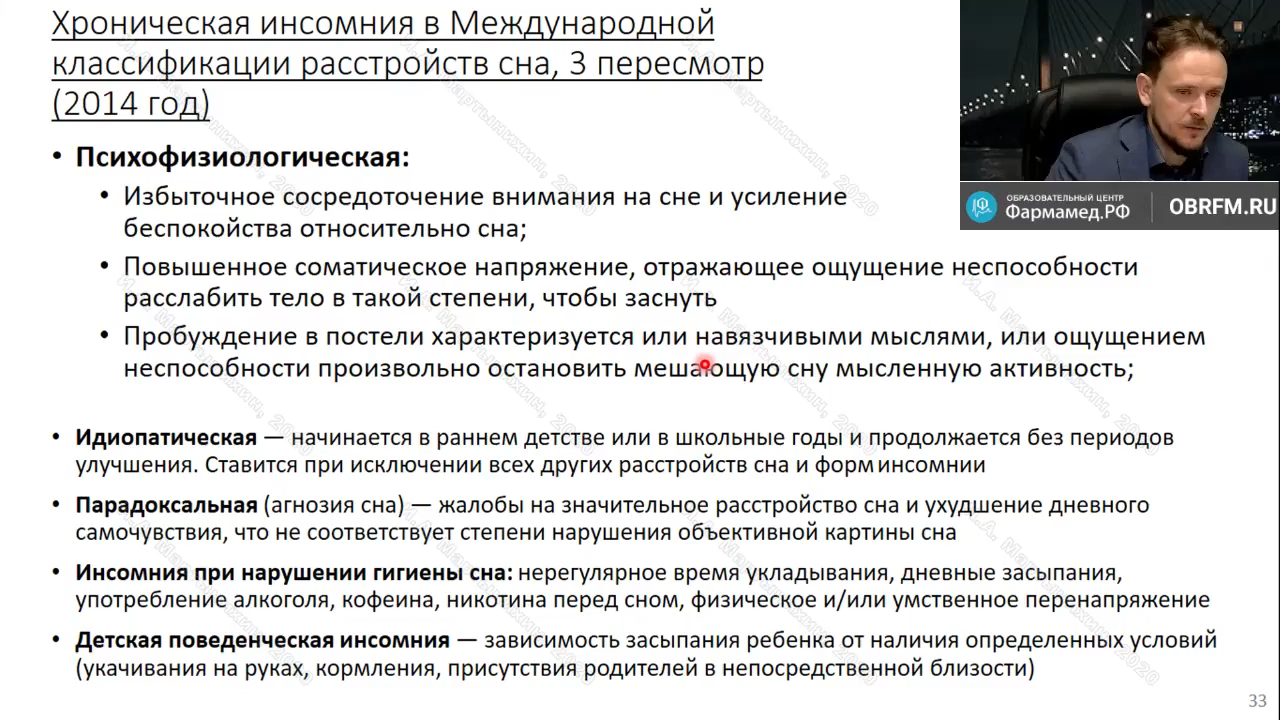 Хроническая инсомния в Международной
классификации расстройств сна, 3 пересмотр
(2014 год)
• Психофизиологическая:
• Избыточное сосредоточение внимания на сне и усиление
беспокойства относительно сна;
• Повышенное соматическое напряжение, отражающее ощущение неспособности
расслабить тело в такой степени, чтобы заснуть
• Пробуждение в постели характеризуется или навязчивыми мыслями, или ощущением
неспособности произвольно остановить мешающую сну мысленную активность;
• Идиопатическая — начинается в раннем детстве или в школьные годы и продолжается без периодов
улучшения. Ставится при исключении всех других расстройств сна и форм инсомнии
• Парадоксальная (агнозия сна) — жалобы на значительное расстройство сна и ухудшение дневного
самочувствия, что не соответствует степени нарушения объективной картины сна
• Инсомния при нарушении гигиены сна: нерегулярное время укладывания, дневные засыпания,
употребление алкоголя, кофеина, никотина перед сном, физическое и/или умственное перенапряжение
• Детская поведенческая инсомния — зависимость засыпания ребенка от наличия определенных условий
(укачивания на руках, кормления, присутствия родителей в непосредственной близости)
ОБРАЗОВАТЕЛЬНЫЙ ЦЕНТР
Фармамед.РФ
OBRFM.RU
И.А. Мартынихин, 2020
33